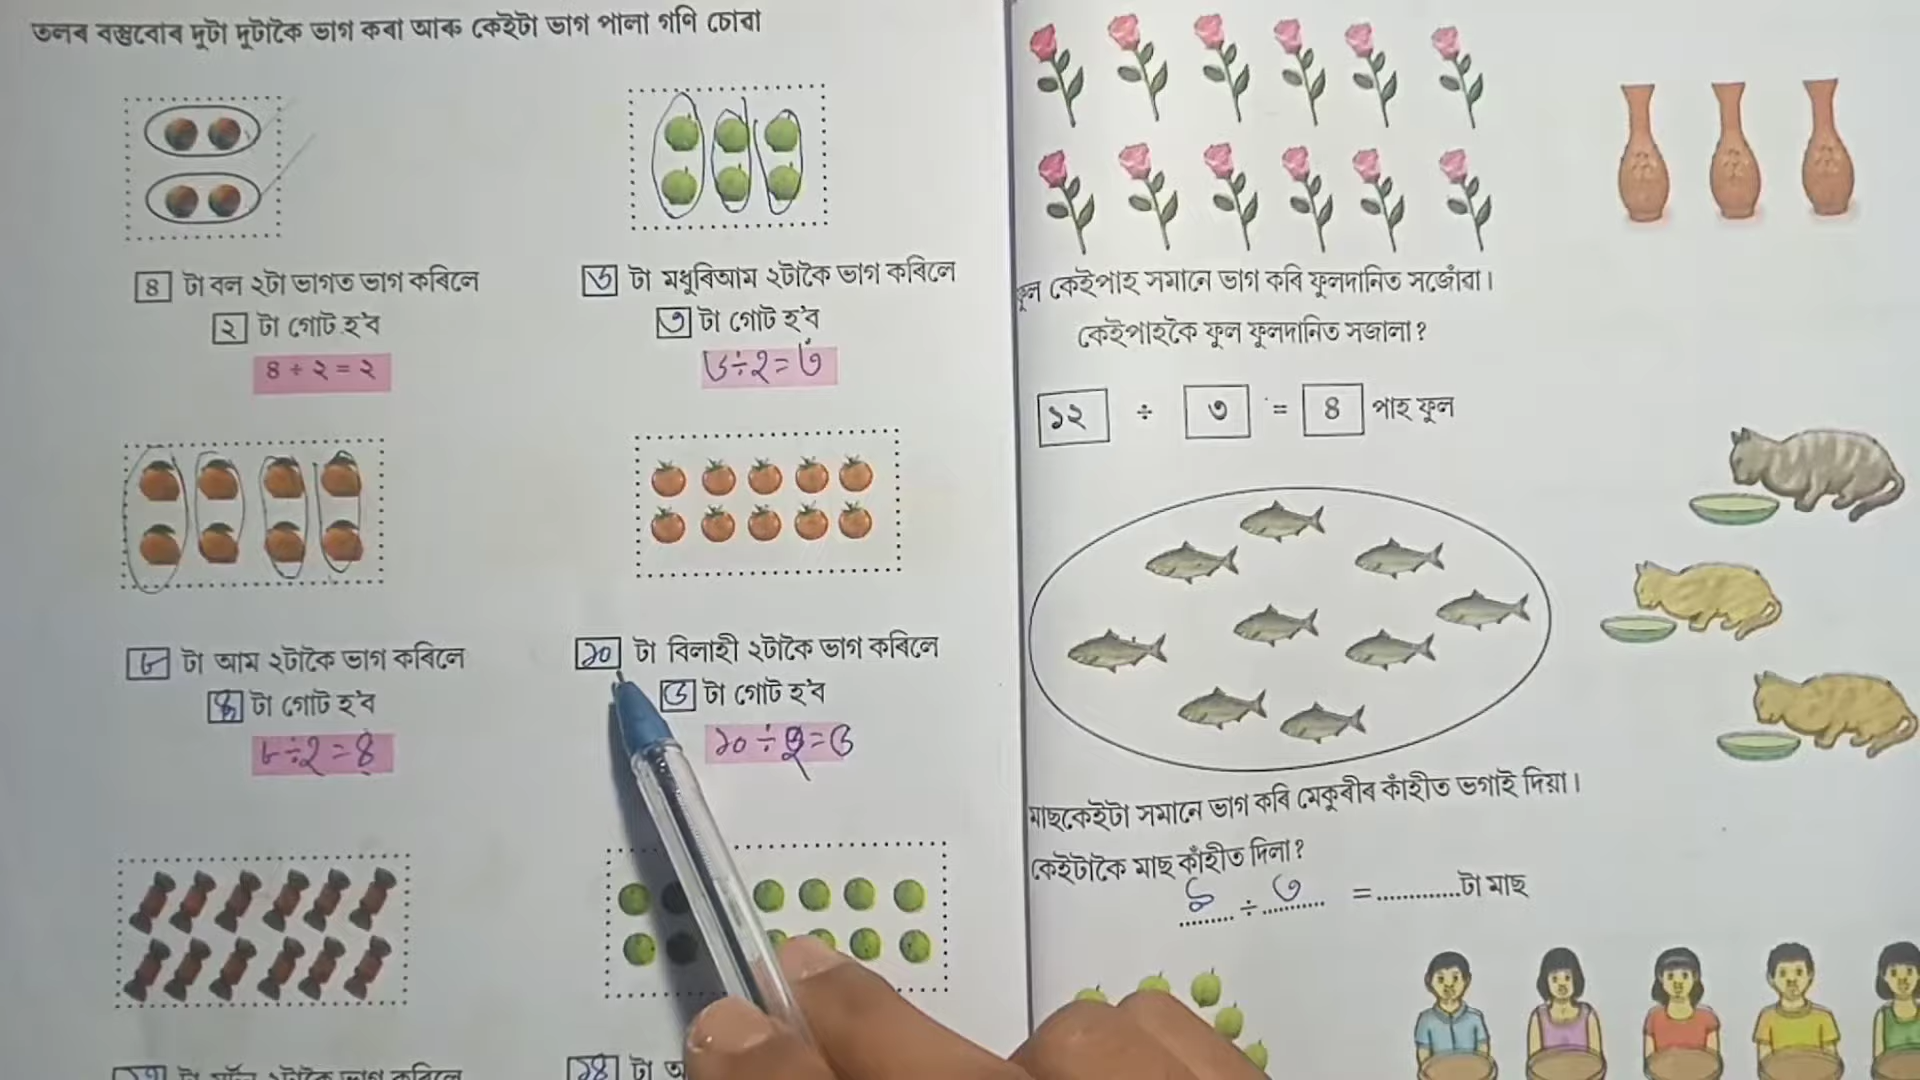 তলৰ বস্তুবোৰ দুটা দুটাকৈ ভাগ কৰা আৰু কেইটা ভাগ পালা গণি চোৱা
৪ টা বল ২টা ভাগত ভাগ কৰিলে
২ টা গোট হ'ব
৪ ÷ ২ = ২
৬ টা মধুৰিআম ২টাকৈ ভাগ কৰিলে
৩ টা গোট হ'ব
৬÷২=৩
৮ টা আম ২টাকৈ ভাগ কৰিলে
৪ টা গোট হ'ব
৮÷২=৪
১০ টা বিলাহী ২টাকৈ ভাগ কৰিলে
৫ টা গোট হ'ব
১০÷২=৫
টা ২টাকৈ ভাগ কৰিলে
১৪ টা
ফুল কেইপাহ সমানে ভাগ কৰি ফুলদানিত সজোঁৱা।
কেইপাহকৈ ফুল ফুলদানিত সজালা?
১২ ÷ ৩ = ৪ পাহ ফুল
মাছকেইটা সমানে ভাগ কৰি মেকুৰীৰ কাঁহীত ভগাই দিয়া।
কেইটাকৈ মাছ কাঁহীত দিলা?
৯ ÷ ৩ = ............টা মাছ